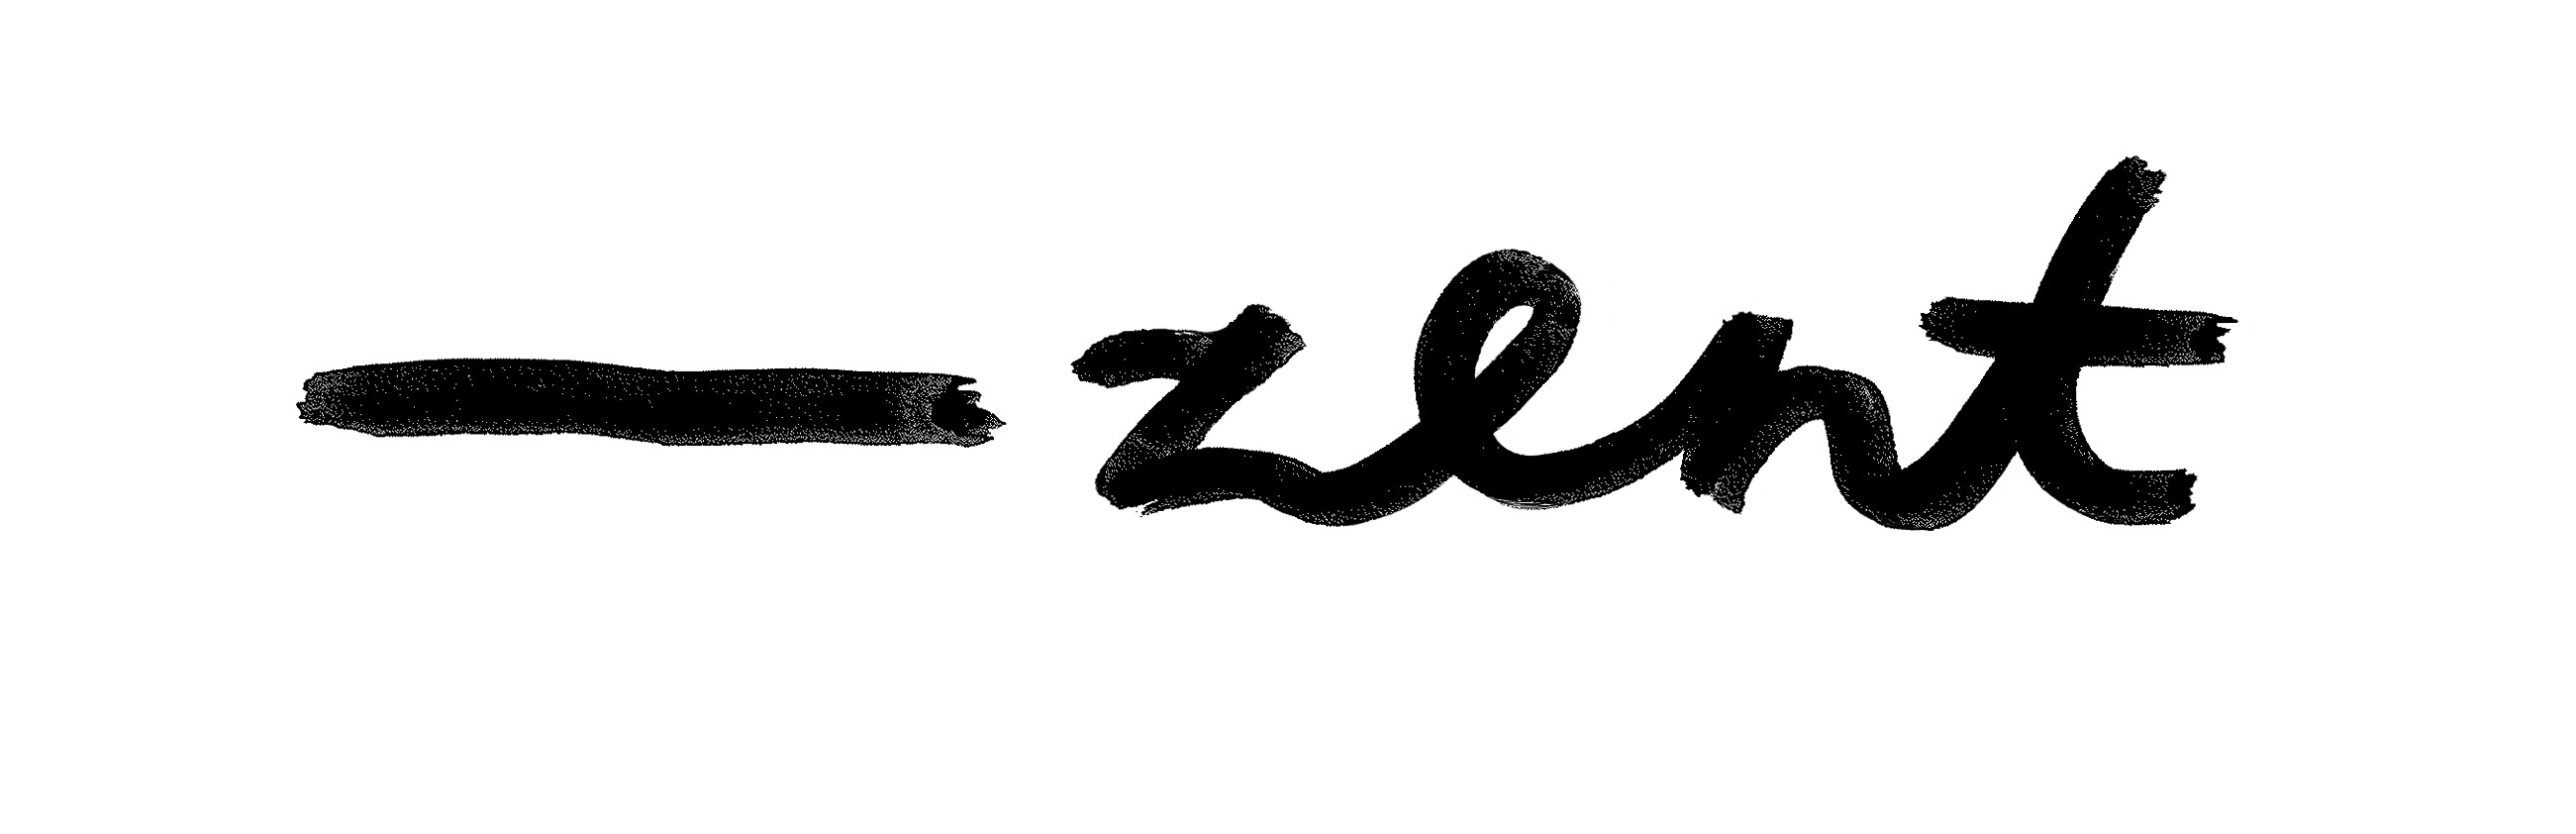 — zent